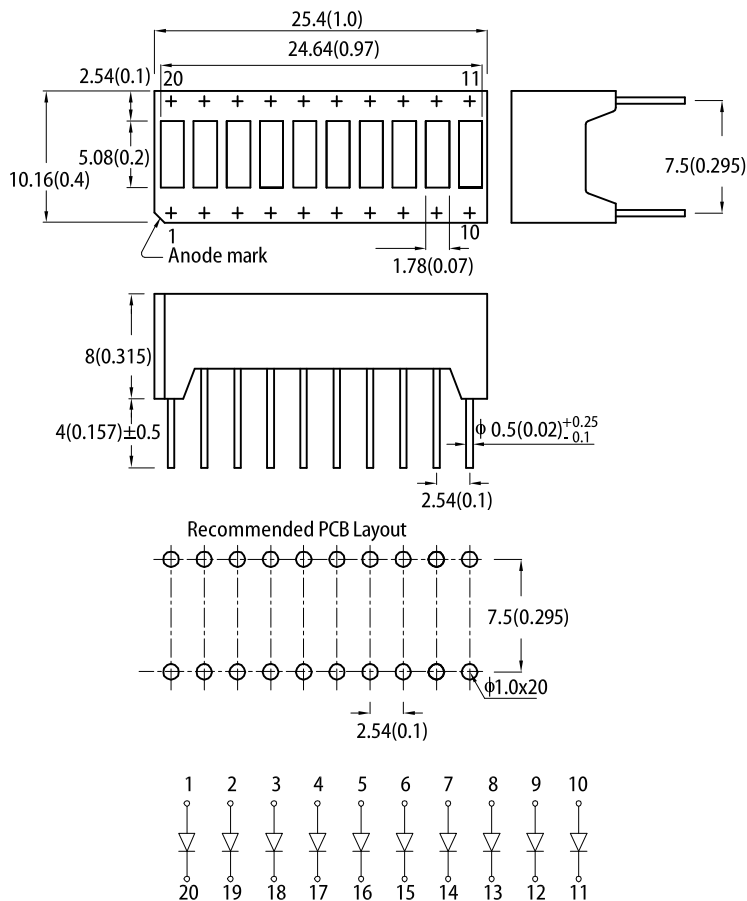 25.4(1.0)
24.64(0.97)
2.54(0.1)
20
11
5.08(0.2)
10.16(0.4)
7.5(0.295)
1
10
Anode mark
1.78(0.07)
8(0.315)
4(0.157)±0.5
ϕ 0.5(0.02)+0.25 -0.1
2.54(0.1)
Recommended PCB Layout
7.5(0.295)
ϕ1.0x20
2.54(0.1)
1 2 3 4 5 6 7 8 9 10
20 19 18 17 16 15 14 13 12 11